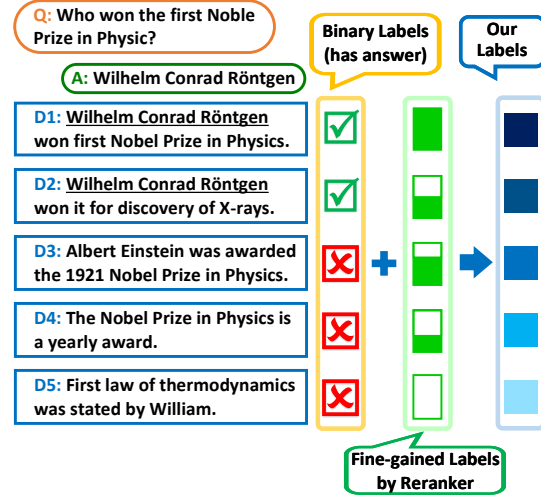 Q: Who won the first Noble
Prize in Physic?
A: Wilhelm Conrad Röntgen
Binary Labels
(has answer)
Our
Labels
D1: Wilhelm Conrad Röntgen
won first Nobel Prize in Physics.
D2: Wilhelm Conrad Röntgen
won it for discovery of X-rays.
D3: Albert Einstein was awarded
the 1921 Nobel Prize in Physics.
D4: The Nobel Prize in Physics is
a yearly award.
D5: First law of thermodynamics
was stated by William.
Fine-gained Labels
by Reranker